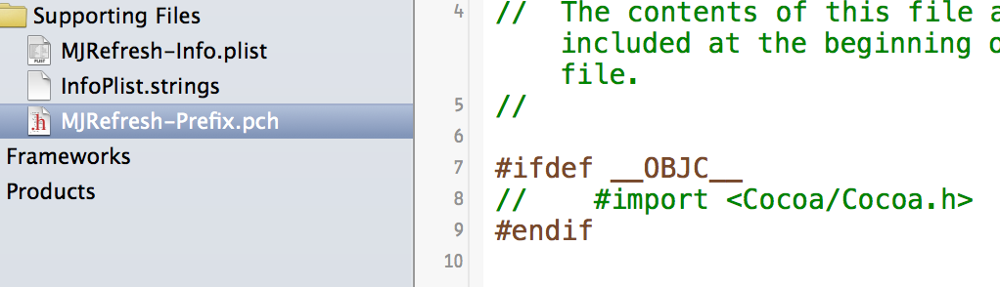 Supporting Files
MJRefresh-Info.plist
InfoPlist.strings
MJRefresh-Prefix.pch
Frameworks
Products
4 // The contents of this file a
included at the beginning o
file.
5 //
6
7 #ifdef __OBJC__
8 // #import <Cocoa/Cocoa.h>
9 #endif
10